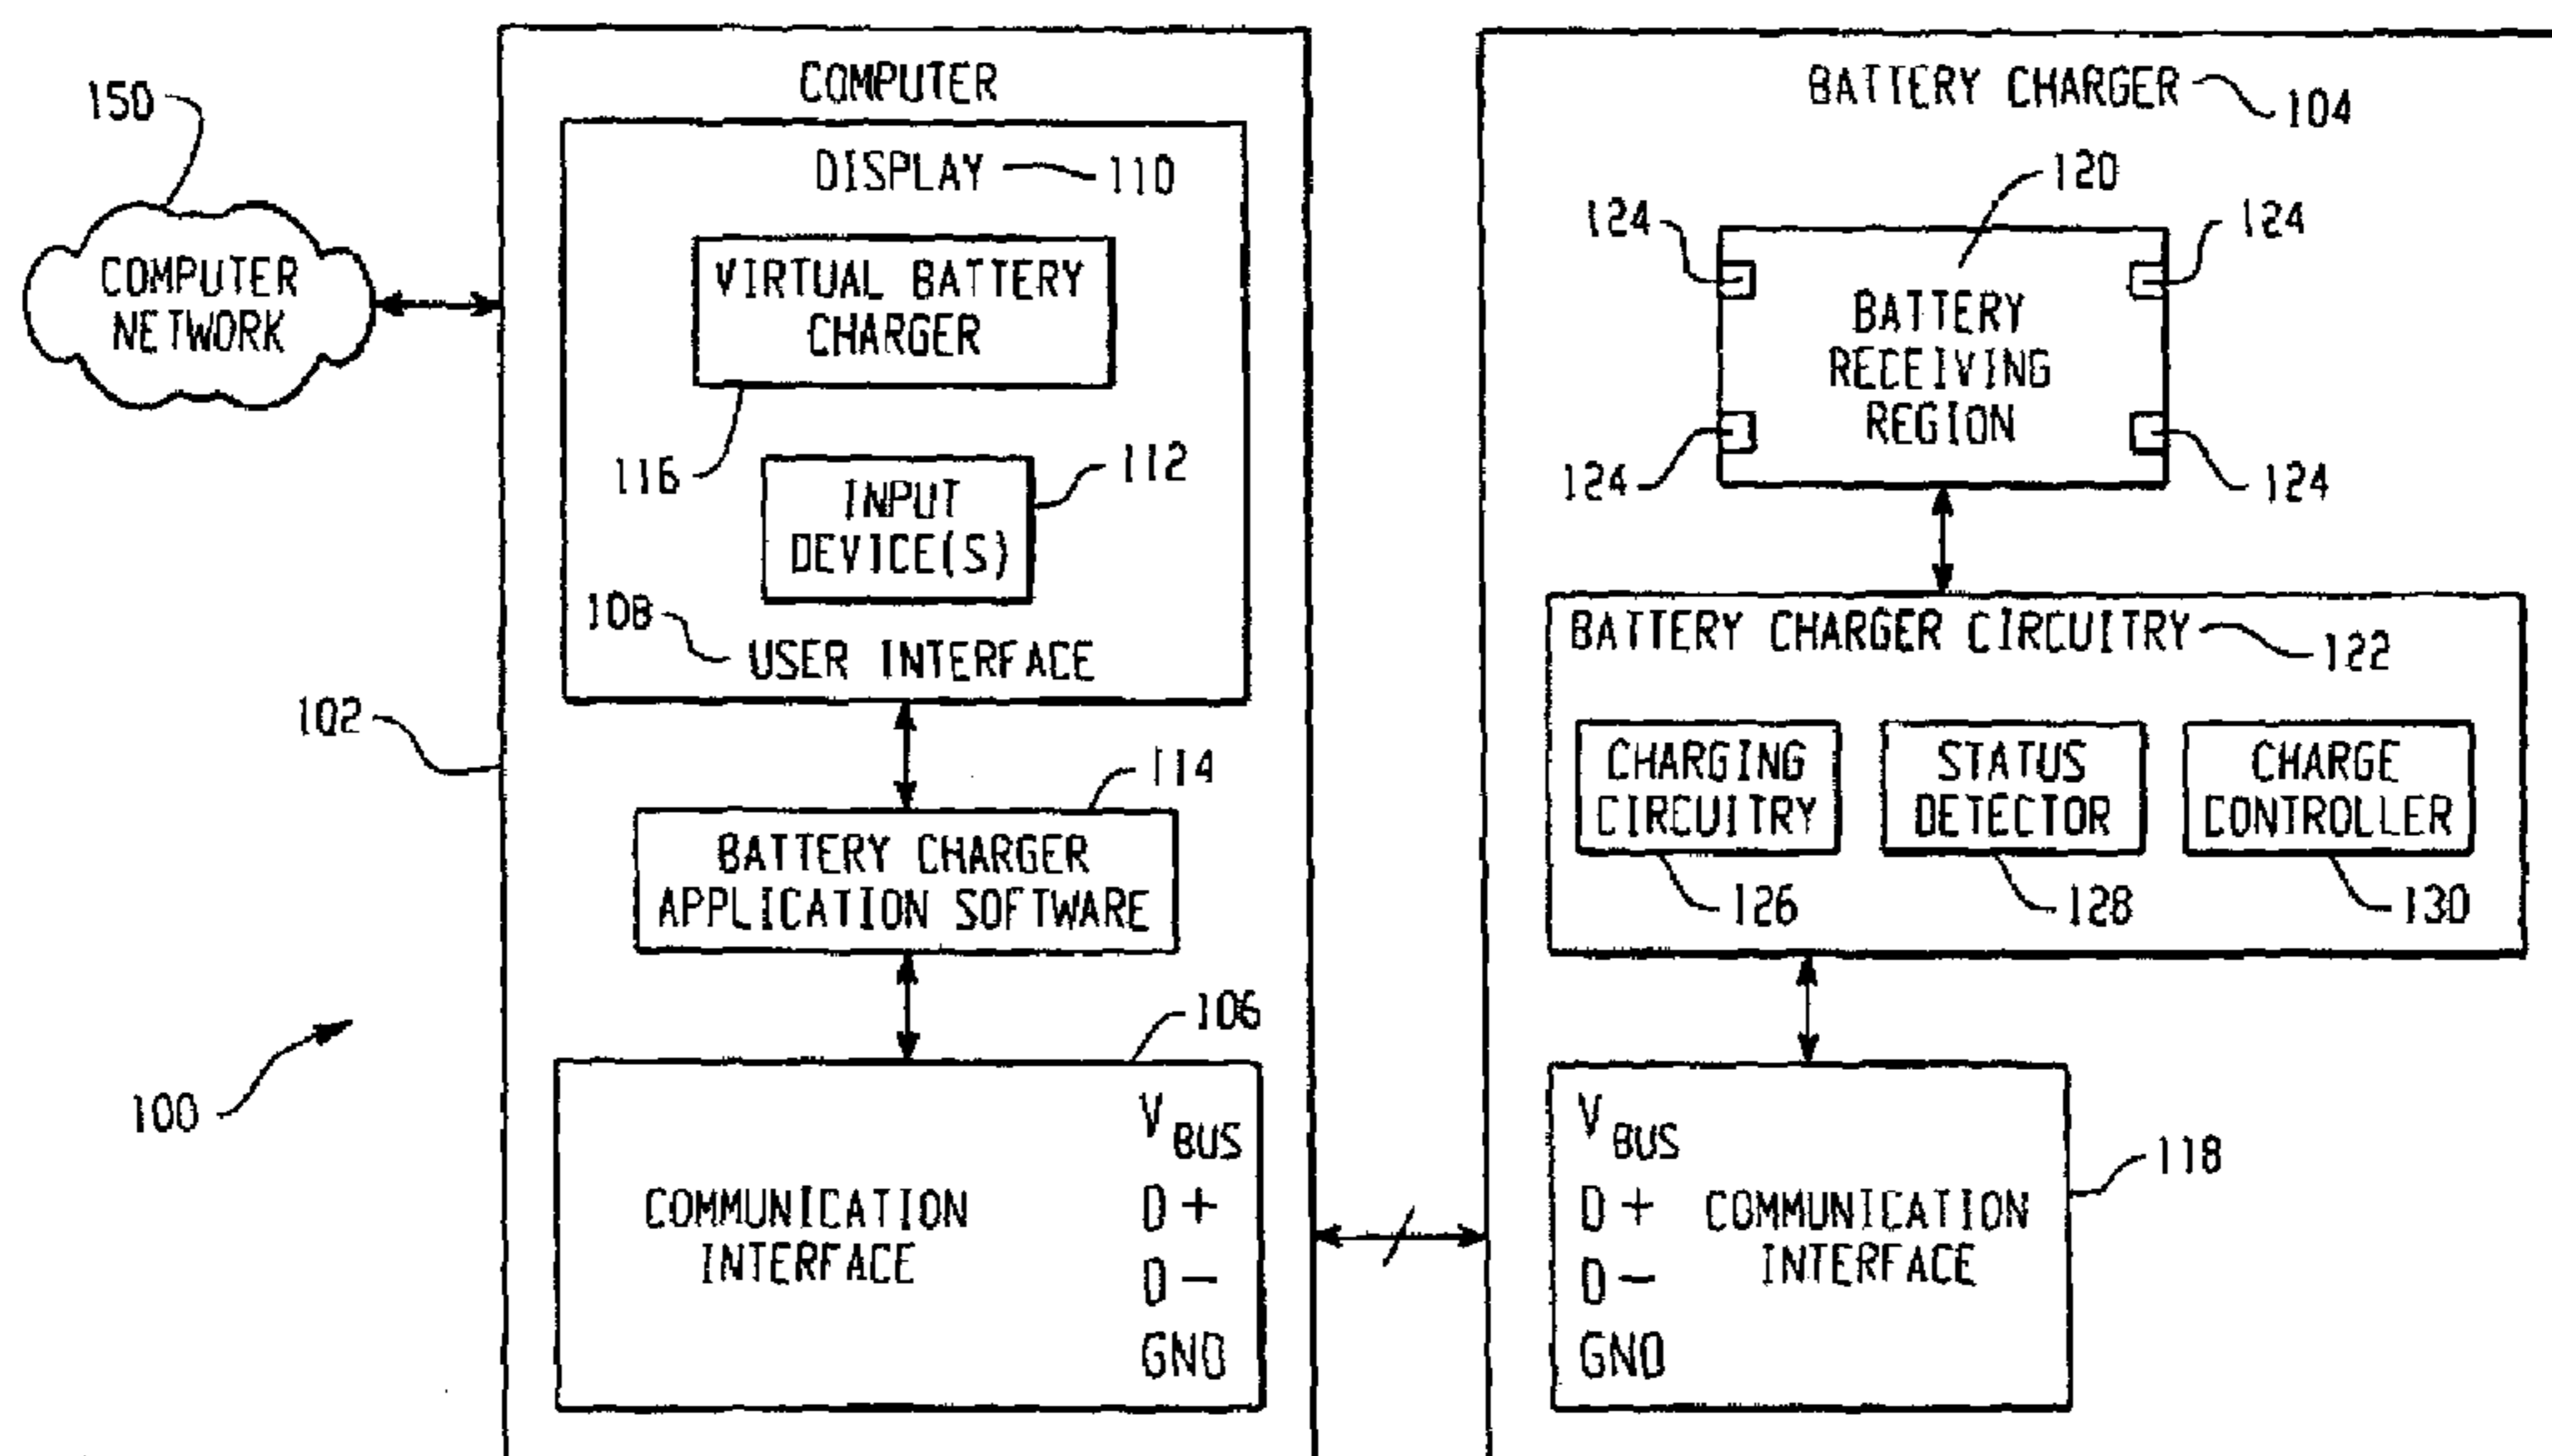 150
COMPUTER
NETWORK
COMPUTER
DISPLAY 110
VIRTUAL BATTERY
CHARGER
116
112
INPUT
DEVICE(S)
108
USER INTERFACE
102
114
BATTERY CHARGER
APPLICATION SOFTWARE
100
106
COMMUNICATION
INTERFACE
VBUS
D+
D-
GND
BATTERY CHARGER 104
120
124
124
BATTERY
RECEIVING
REGION
124
124
BATTERY CHARGER CIRCUITRY 122
CHARGING
CIRCUITRY
STATUS
DETECTOR
CHARGE
CONTROLLER
126
128
130
VBUS
D+
D-
GND
COMMUNICATION
INTERFACE
118